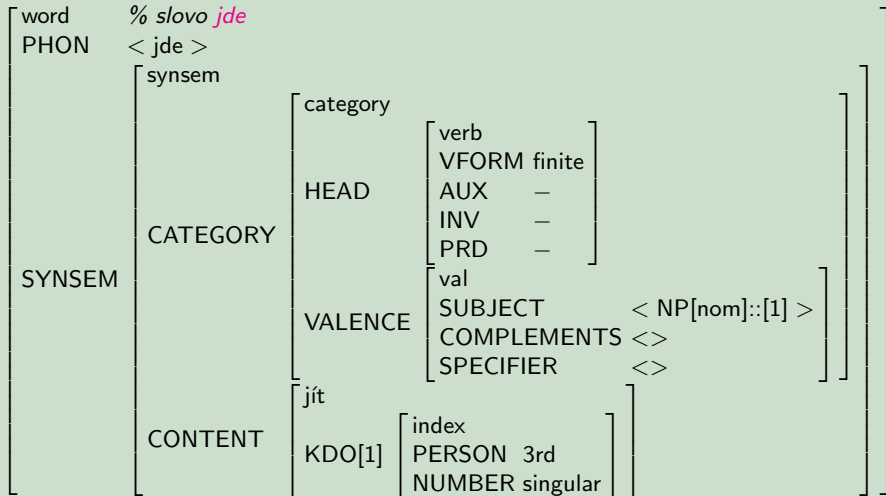 word % slovo jde
PHON < jde >
synsem
category
verb
VFORM finite
HEAD AUX −
INV −
CATEGORY PRD −
SYNSEM val
SUBJECT < NP[nom]::[1] >
VALENCE COMPLEMENTS <>
SPECIFIER <>
jít
index
CONTENT KDO[1] PERSON 3rd
NUMBER singular